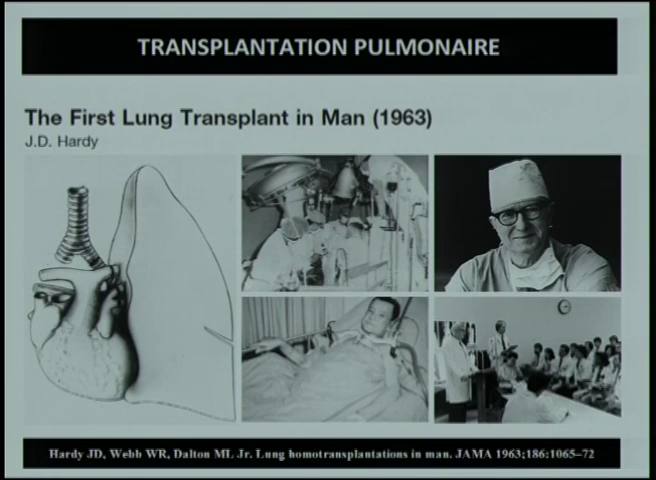 TRANSPLANTATION PULMONAIRE
The First Lung Transplant in Man (1963)
J.D. Hardy
Hardy JD, Webb WR, Dalton ML Jr. Lung homotransplantations in man. JAMA 1963;186:1065–72